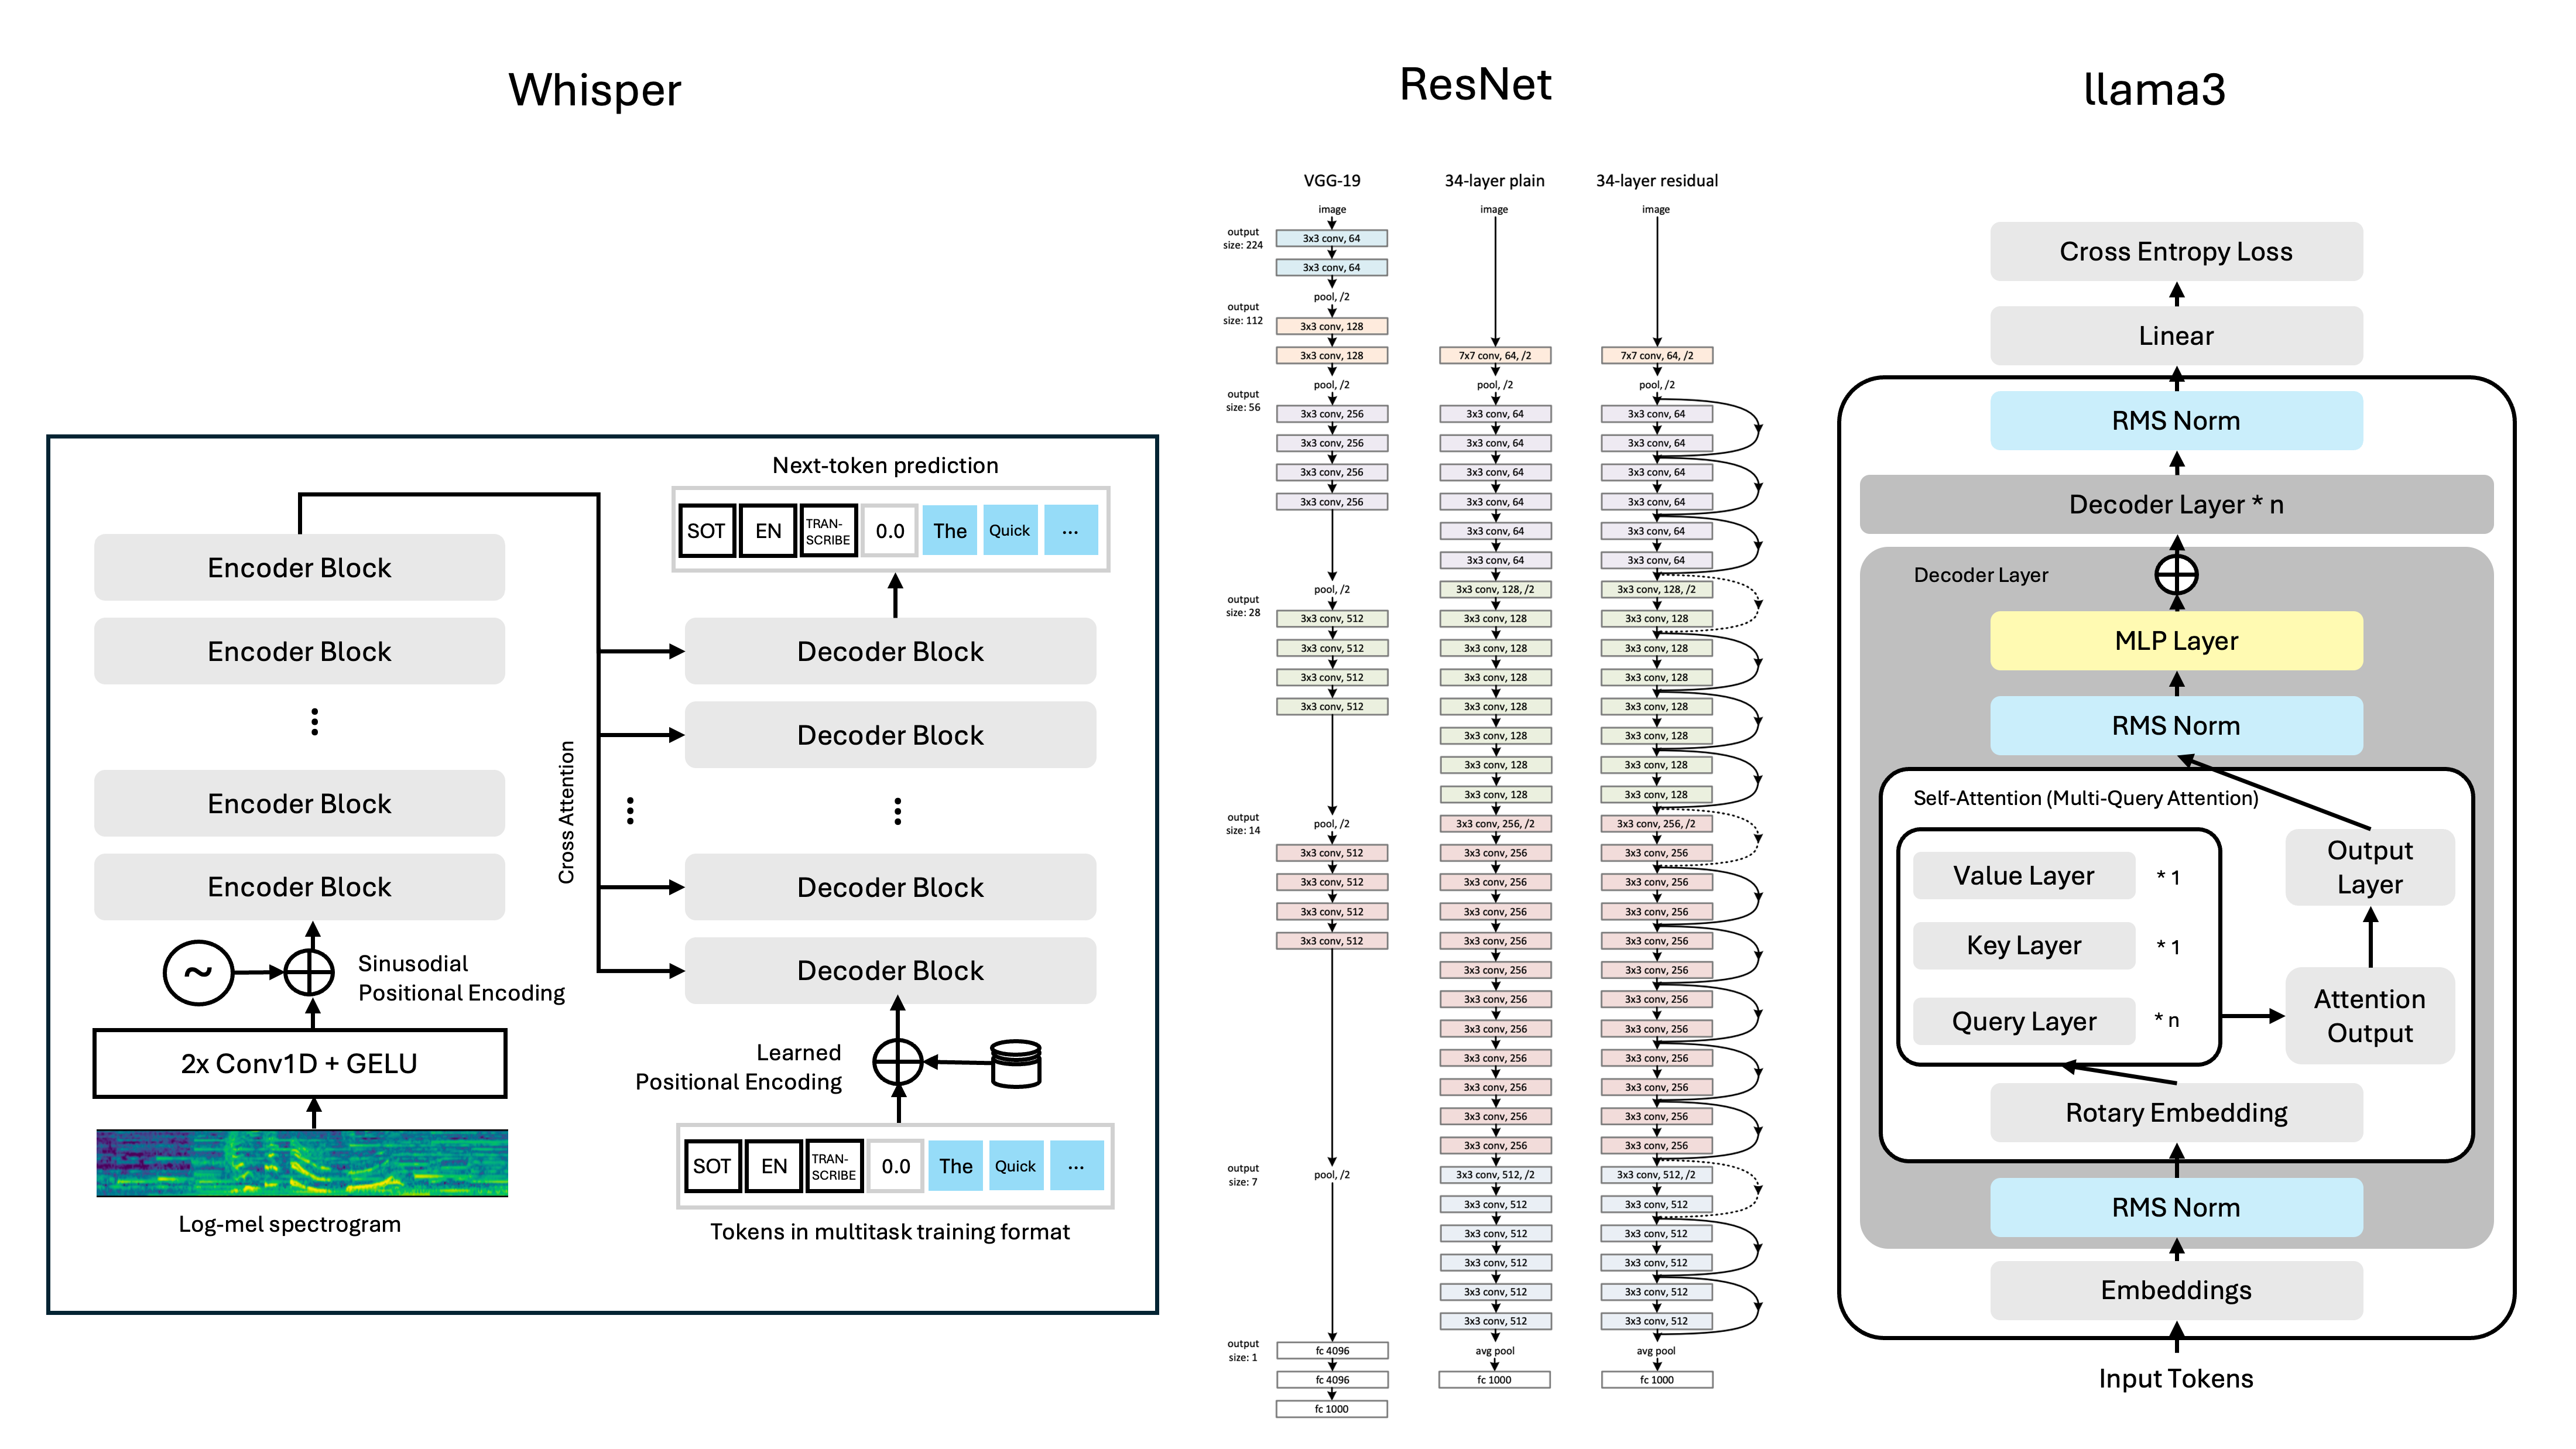 Whisper
Next-token prediction
SOT EN TRAN-
SCRIBE 0.0 The Quick ...
Encoder Block
Encoder Block
Encoder Block
Encoder Block
Cross Attention
Decoder Block
Decoder Block
Decoder Block
Decoder Block
~
Sinusodial
Positional Encoding
2x Conv1D + GELU
Log-mel spectrogram
Learned
Positional Encoding
SOT EN TRAN-
SCRIBE 0.0 The Quick ...
Tokens in multitask training format
ResNet
VGG-19
image
output
size: 224
3x3 conv, 64
3x3 conv, 64
pool, /2
output
size: 112
3x3 conv, 128
3x3 conv, 128
pool, /2
output
size: 56
3x3 conv, 256
3x3 conv, 256
3x3 conv, 256
3x3 conv, 256
pool, /2
output
size: 28
3x3 conv, 512
3x3 conv, 512
3x3 conv, 512
3x3 conv, 512
pool, /2
output
size: 14
3x3 conv, 512
3x3 conv, 512
3x3 conv, 512
3x3 conv, 512
pool, /2
output
size: 7
output
size: 1
fc 4096
fc 4096
fc 1000
34-layer plain
image
7x7 conv, 64, /2
pool, /2
3x3 conv, 64
3x3 conv, 64
3x3 conv, 64
3x3 conv, 64
3x3 conv, 64
3x3 conv, 64
3x3 conv, 128, /2
3x3 conv, 128
3x3 conv, 128
3x3 conv, 128
3x3 conv, 128
3x3 conv, 128
3x3 conv, 128
3x3 conv, 128
3x3 conv, 256, /2
3x3 conv, 256
3x3 conv, 256
3x3 conv, 256
3x3 conv, 256
3x3 conv, 256
3x3 conv, 256
3x3 conv, 256
3x3 conv, 256
3x3 conv, 256
3x3 conv, 256
3x3 conv, 256
3x3 conv, 512, /2
3x3 conv, 512
3x3 conv, 512
3x3 conv, 512
3x3 conv, 512
3x3 conv, 512
avg pool
fc 1000
34-layer residual
image
7x7 conv, 64, /2
pool, /2
3x3 conv, 64
3x3 conv, 64
3x3 conv, 64
3x3 conv, 64
3x3 conv, 64
3x3 conv, 64
3x3 conv, 128, /2
3x3 conv, 128
3x3 conv, 128
3x3 conv, 128
3x3 conv, 128
3x3 conv, 128
3x3 conv, 128
3x3 conv, 128
3x3 conv, 256, /2
3x3 conv, 256
3x3 conv, 256
3x3 conv, 256
3x3 conv, 256
3x3 conv, 256
3x3 conv, 256
3x3 conv, 256
3x3 conv, 256
3x3 conv, 256
3x3 conv, 256
3x3 conv, 256
3x3 conv, 512, /2
3x3 conv, 512
3x3 conv, 512
3x3 conv, 512
3x3 conv, 512
3x3 conv, 512
avg pool
fc 1000
llama3
Cross Entropy Loss
Linear
RMS Norm
Decoder Layer * n
Decoder Layer
MLP Layer
RMS Norm
Self-Attention (Multi-Query Attention)
Value Layer * 1
Key Layer * 1
Query Layer * n
Output
Layer
Attention
Output
Rotary Embedding
RMS Norm
Embeddings
Input Tokens